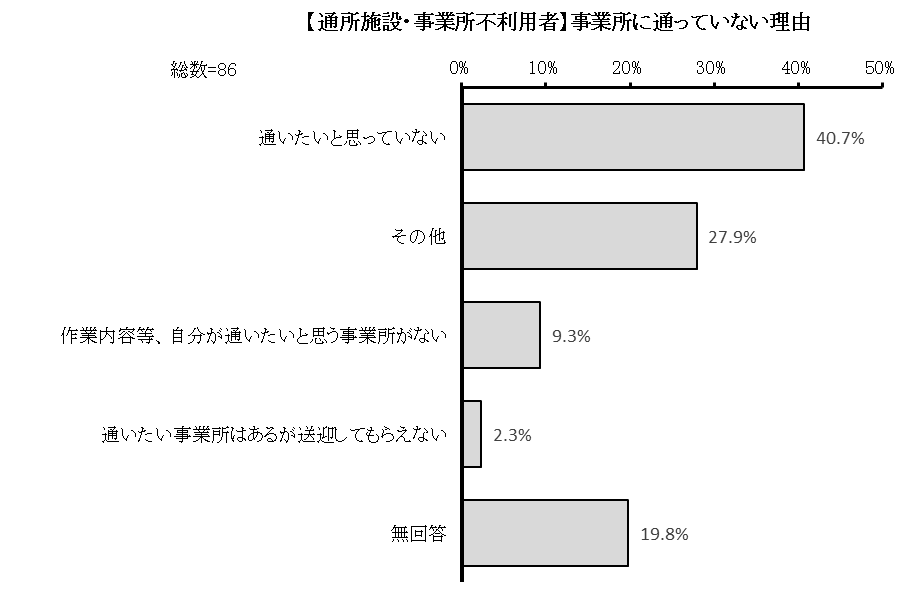 【通所施設・事業所不利用者】事業所に通っていない理由
総数=86
0% 10% 20% 30% 40% 50%
通いたいと思っていない 40.7%
その他 27.9%
作業内容等、自分が通いたいと思う事業所がない 9.3%
通いたい事業所はあるが送迎してもらえない 2.3%
無回答 19.8%